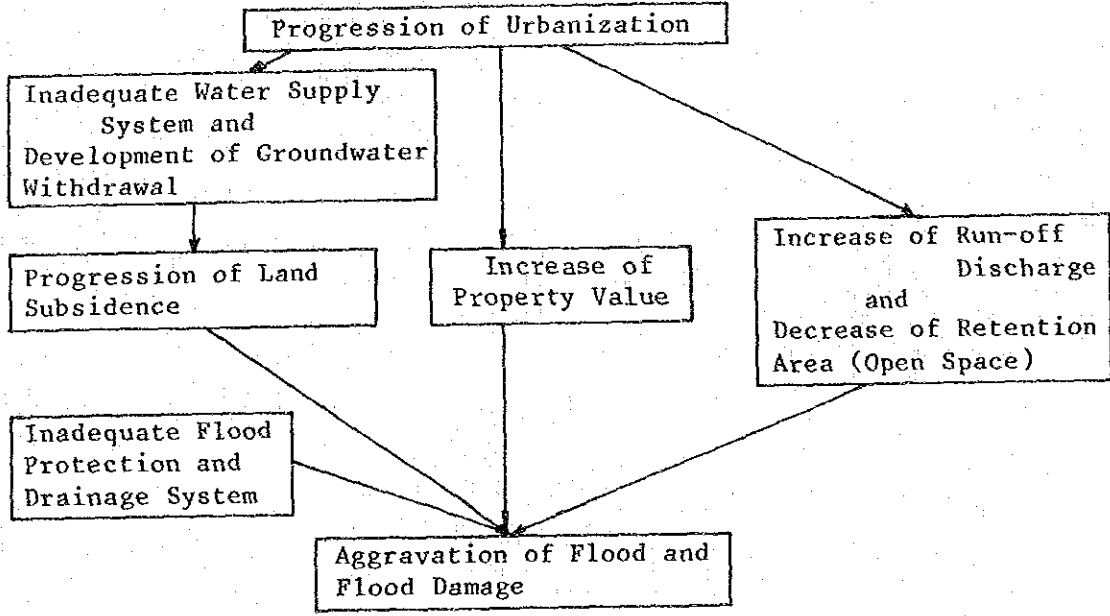 Progression of Urbanization
Inadequate Water Supply
System and
Development of Groundwater
Withdrawal
Progression of Land
Subsidence
Increase of
Property Value
Increase of Run-off
Discharge
and
Decrease of Retention
Area (Open Space)
Inadequate Flood
Protection and
Drainage System
Aggravation of Flood and
Flood Damage